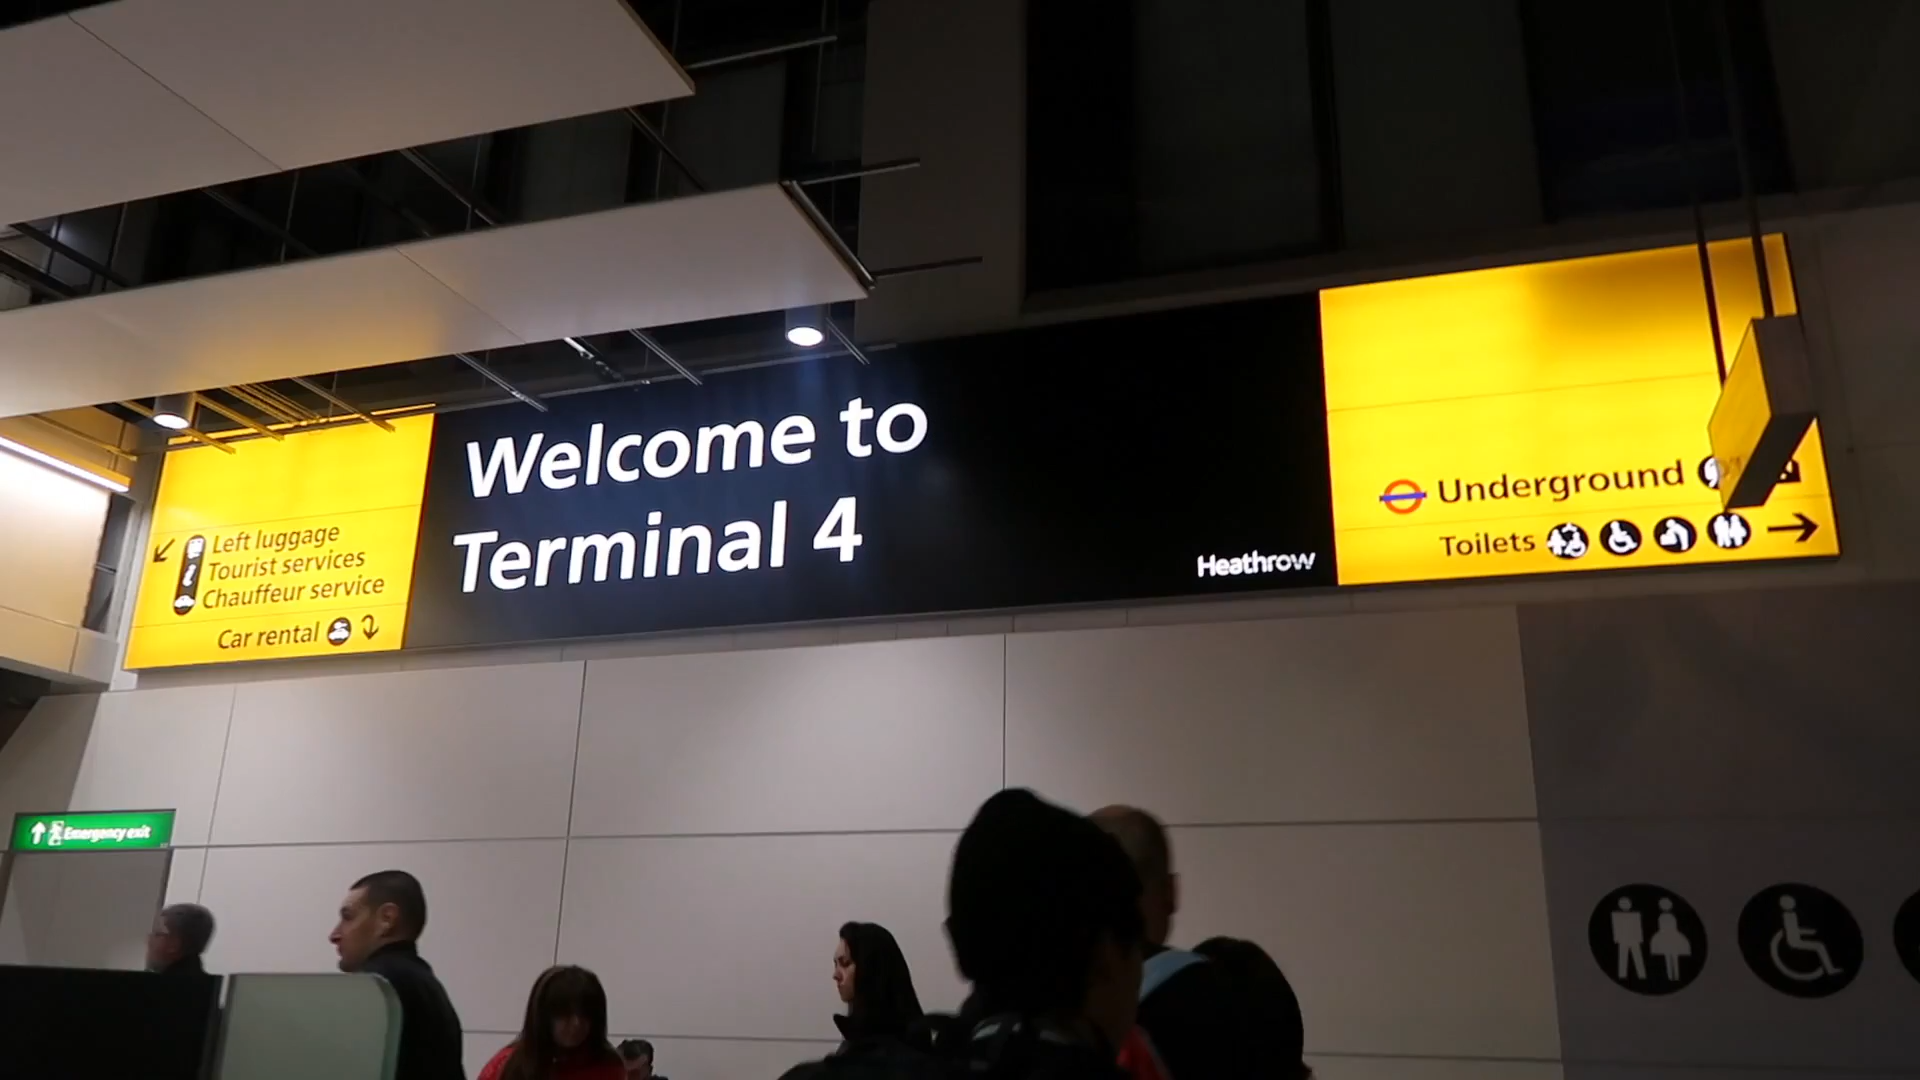 Left luggage
Tourist services
Chauffeur service
Car rental
Welcome to
Terminal 4
Heathrow
Underground
Toilets
Emergency exit